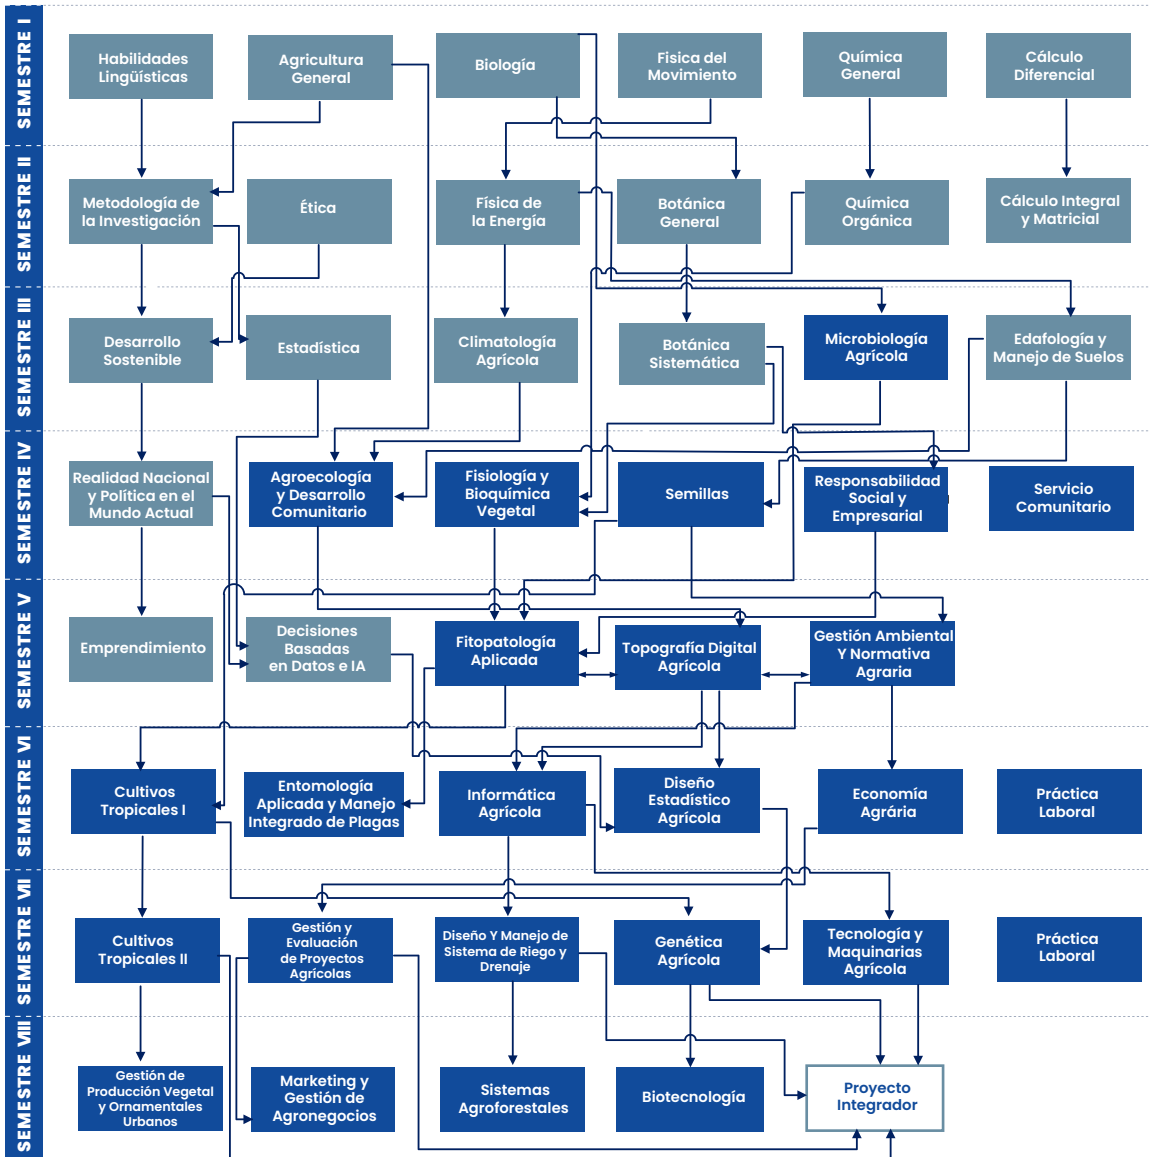 SEMESTRE I
Habilidades
Lingüísticas
Agricultura
General
Biología
Fisica del
Movimiento
Química
General
Cálculo
Diferencial
SEMESTRE II
Metodología de
la Investigación
Ética
Física de
la Energía
Botánica
General
Química
Orgánica
Cálculo Integral
y Matricial
SEMESTRE III
Desarrollo
Sostenible
Estadística
Climatología
Agrícola
Botánica
Sistemática
Microbiología
Agrícola
Edafología y
Manejo de Suelos
SEMESTRE IV
Realidad Nacional
y Política en el
Mundo Actual
Agroecología
y Desarrollo
Comunitario
Fisiología y
Bioquímica
Vegetal
Semillas
Responsabilidad
Social y
Empresarial
Servicio
Comunitario
SEMESTRE V
Emprendimiento
Decisiones
Basadas
en Datos e IA
Fitopatología
Aplicada
Topografía Digital
Agrícola
Gestión Ambiental
Y Normativa
Agraria
SEMESTRE VI
Cultivos
Tropicales I
Entomología
Aplicada y Manejo
Integrado de Plagas
Informática
Agrícola
Diseño
Estadístico
Agrícola
Economía
Agrária
Práctica
Laboral
SEMESTRE VII
Cultivos
Tropicales II
Gestión y
Evaluación
de Proyectos
Agrícolas
Diseño Y Manejo de
Sistema de Riego y
Drenaje
Genética
Agrícola
Tecnología y
Maquinarias
Agrícola
Práctica
Laboral
SEMESTRE VIII
Gestión de
Producción Vegetal
y Ornamentales
Urbanos
Marketing y
Gestión de
Agronegocios
Sistemas
Agroforestales
Biotecnología
Proyecto
Integrador